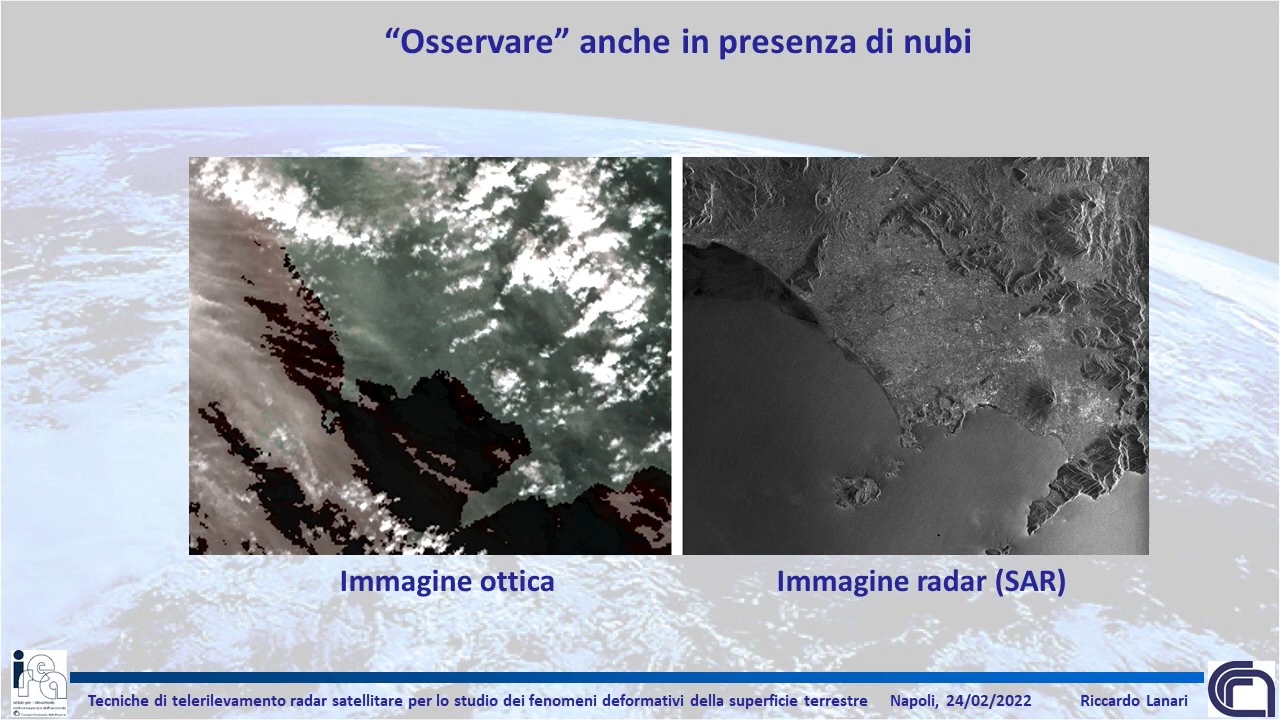 “Osservare” anche in presenza di nubi
Immagine ottica
Immagine radar (SAR)
irea
Tecniche di telerilevamento radar satellitare per lo studio dei fenomeni deformativi della superficie terrestre Napoli, 24/02/2022 Riccardo Lanari